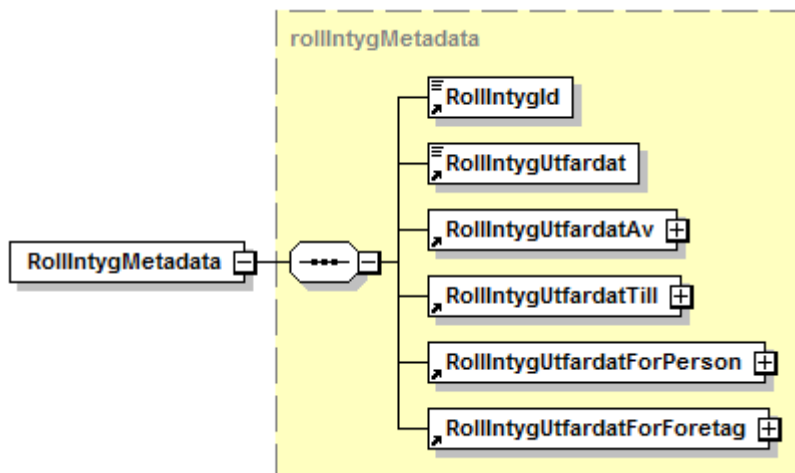 rollIntygMetadata
RollIntygId
RollIntygUtfardat
RollIntygUtfardatAv
RollIntygMetadata
RollIntygUtfardatTill
RollIntygUtfardatForPerson
RollIntygUtfardatForForetag